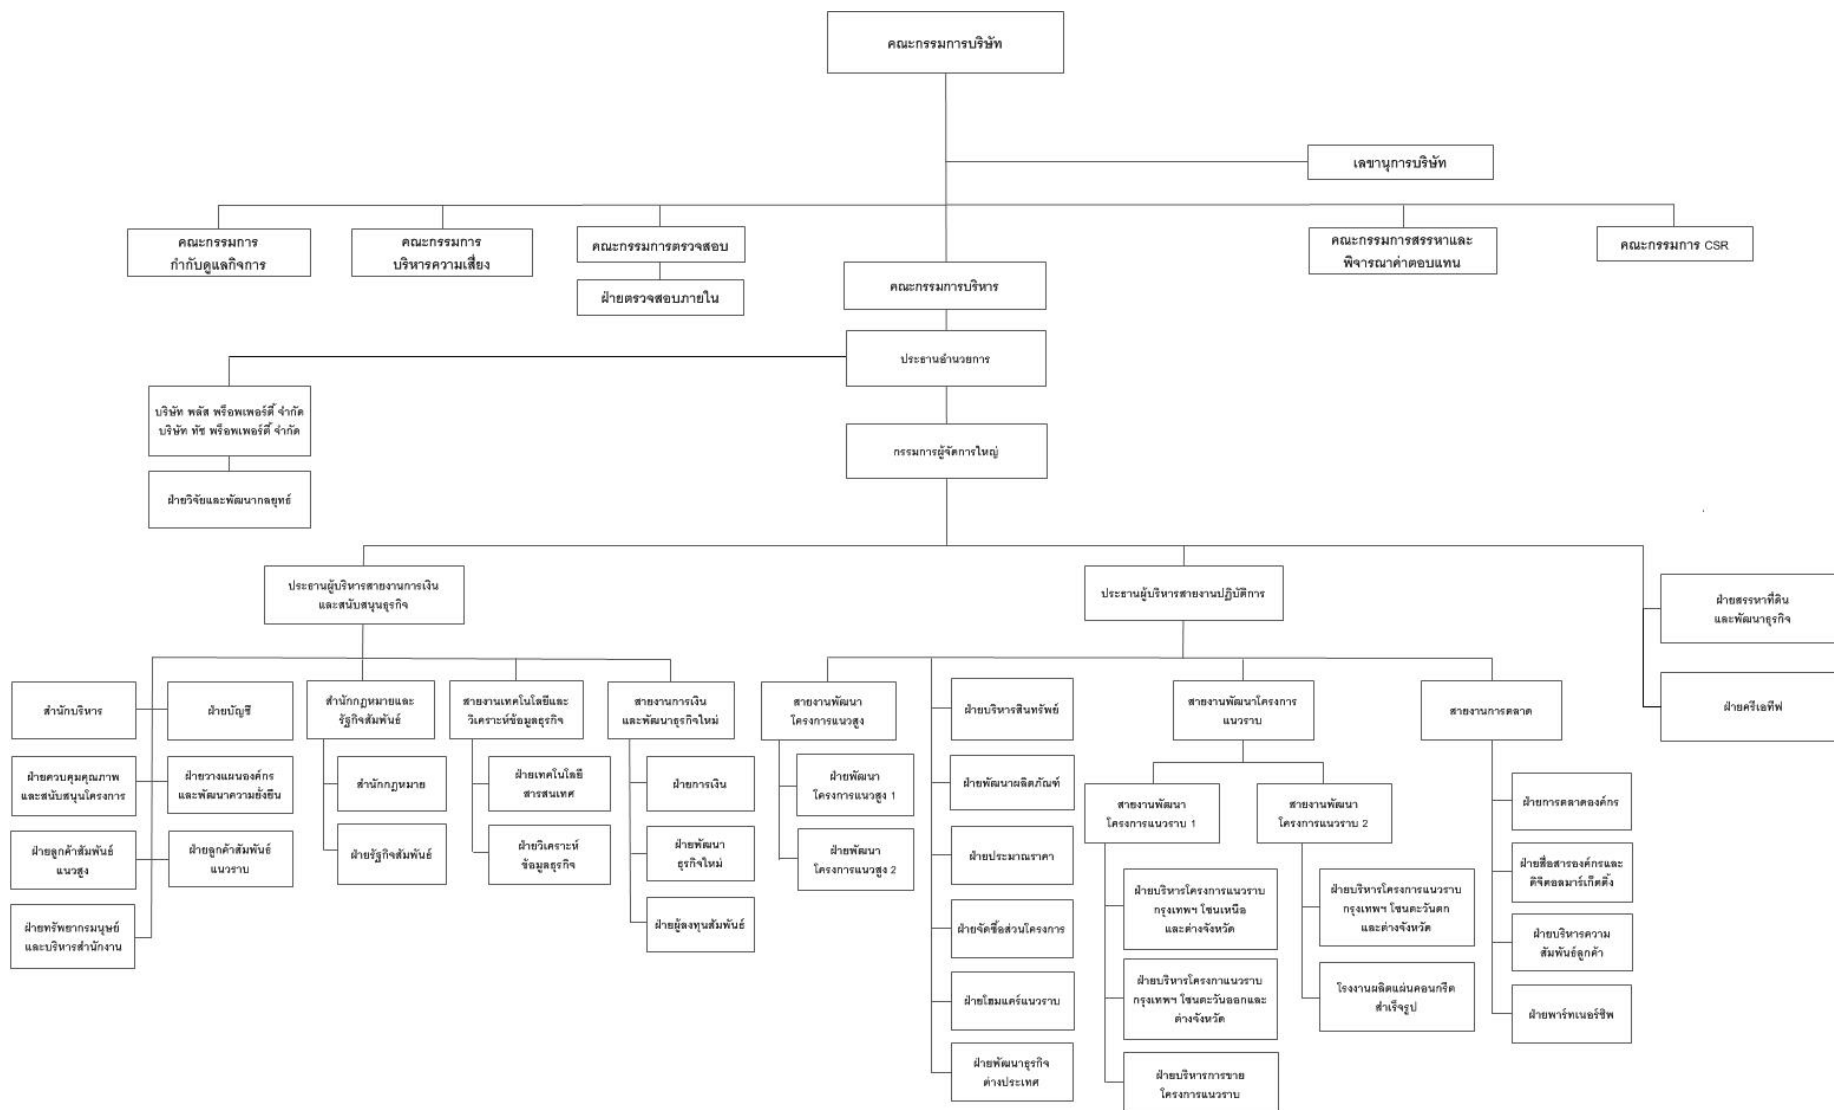 คณะกรรมการบริษัท
เลขานุการบริษัท
คณะกรรมการ
กำกับดูแลกิจการ
คณะกรรมการ
บริหารความเสี่ยง
คณะกรรมการตรวจสอบ
ฝ่ายตรวจสอบภายใน
คณะกรรมการบริหาร
คณะกรรมการสรรหาและ
พิจารณาค่าตอบแทน
คณะกรรมการ CSR
ประธานอำนวยการ
บริษัท พลัส พร็อพเพอร์ตี้ จำกัด
บริษัท ทัช พร็อพเพอร์ตี้ จำกัด
กรรมการผู้จัดการใหญ่
ฝ่ายวิจัยและพัฒนากลยุทธ์
ประธานผู้บริหารสายงานการเงิน
และสนับสนุนธุรกิจ
ประธานผู้บริหารสายงานปฏิบัติการ
ฝ่ายสรรหาที่ดิน
และพัฒนาธุรกิจ
ฝ่ายครีเอทีฟ
สำนักบริหาร
ฝ่ายบัญชี
ฝ่ายควบคุมคุณภาพ
และสนับสนุนโครงการ
ฝ่ายวางแผนองค์กร
และพัฒนาความยั่งยืน
ฝ่ายลูกค้าสัมพันธ์
แนวสูง
ฝ่ายลูกค้าสัมพันธ์
แนวราบ
ฝ่ายทรัพยากรมนุษย์
และบริหารสำนักงาน
สำนักกฎหมายและ
รัฐกิจสัมพันธ์
สำนักกฎหมาย
ฝ่ายรัฐกิจสัมพันธ์
สายงานเทคโนโลยีและ
วิเคราะห์ข้อมูลธุรกิจ
ฝ่ายเทคโนโลยี
สารสนเทศ
ฝ่ายวิเคราะห์
ข้อมูลธุรกิจ
สายงานการเงิน
และพัฒนาธุรกิจใหม่
ฝ่ายการเงิน
ฝ่ายพัฒนา
ธุรกิจใหม่
ฝ่ายผู้ลงทุนสัมพันธ์
สายงานพัฒนา
โครงการแนวสูง
ฝ่ายพัฒนา
โครงการแนวสูง 1
ฝ่ายพัฒนา
โครงการแนวสูง 2
ฝ่ายบริหารสินทรัพย์
ฝ่ายพัฒนาผลิตภัณฑ์
ฝ่ายประมาณราคา
ฝ่ายจัดซื้อส่วนโครงการ
ฝ่ายโฮมแคร์แนวราบ
ฝ่ายพัฒนาธุรกิจ
ต่างประเทศ
สายงานพัฒนาโครงการ
แนวราบ
สายงานพัฒนา
โครงการแนวราบ 1
ฝ่ายบริหารโครงการแนวราบ
กรุงเทพฯ โซนเหนือ
และต่างจังหวัด
ฝ่ายบริหารโครงกาแนวราบ
กรุงเทพฯ โซนตะวันออกและ
ต่างจังหวัด
ฝ่ายบริหารการขาย
โครงการแนวราบ
สายงานพัฒนา
โครงการแนวราบ 2
ฝ่ายบริหารโครงการแนวราบ
กรุงเทพฯ โซนตะวันตก
และต่างจังหวัด
โรงงานผลิตแผ่นคอนกรีต
สำเร็จรูป
สายงานการตลาด
ฝ่ายการตลาดองค์กร
ฝ่ายสื่อสารองค์กรและ
ดิจิตอลมาร์เก็ตติ้ง
ฝ่ายบริหารความ
สัมพันธ์ลูกค้า
ฝ่ายพาร์ทเนอร์ชิพ